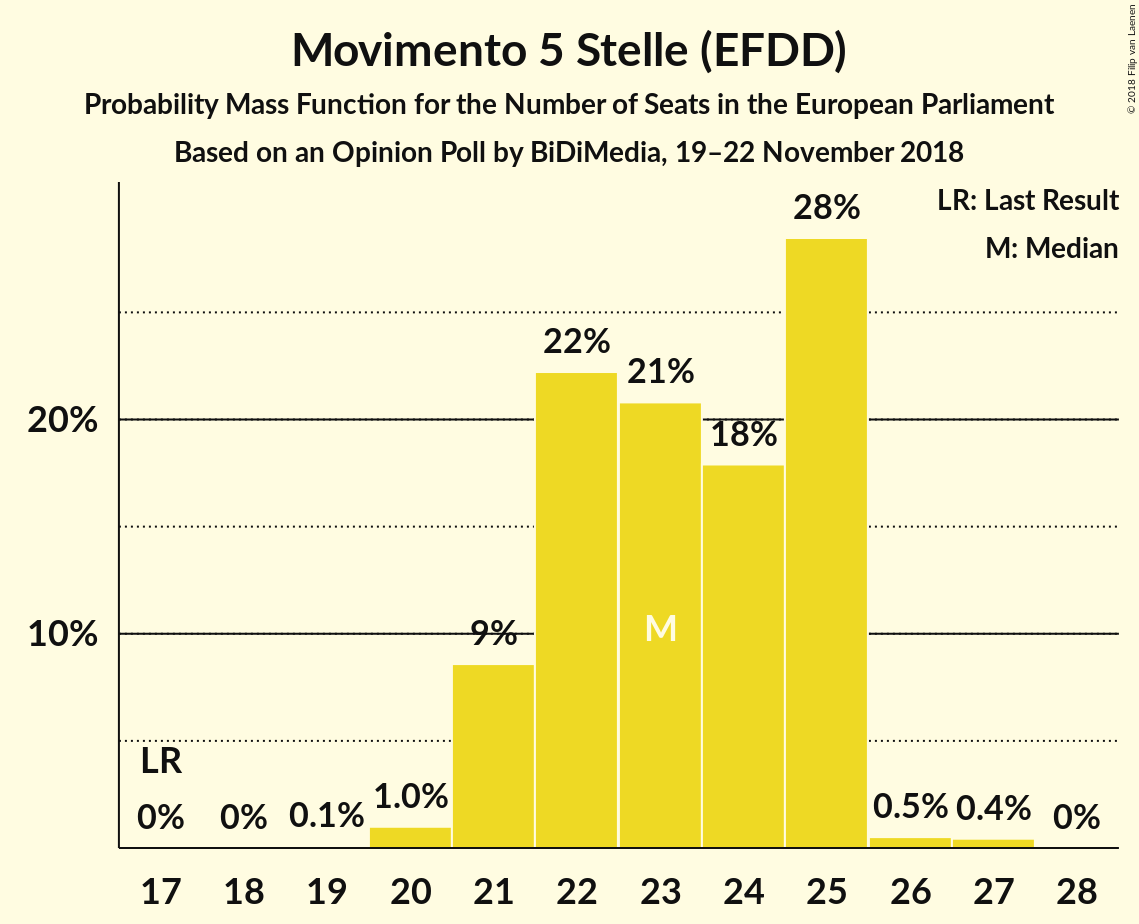 Movimento 5 Stelle (EFDD)
Probability Mass Function for the Number of Seats in the European Parliament
Based on an Opinion Poll by BiDiMedia, 19–22 November 2018
© 2018 Filip van Laenen
LR: Last Result
M: Median
28%
22%
21%
20%
18%
M
10%
9%
LR
0%
0%
0.1%
1.0%
0.5%
0.4%
0%
17 18 19 20 21 22 23 24 25 26 27 28